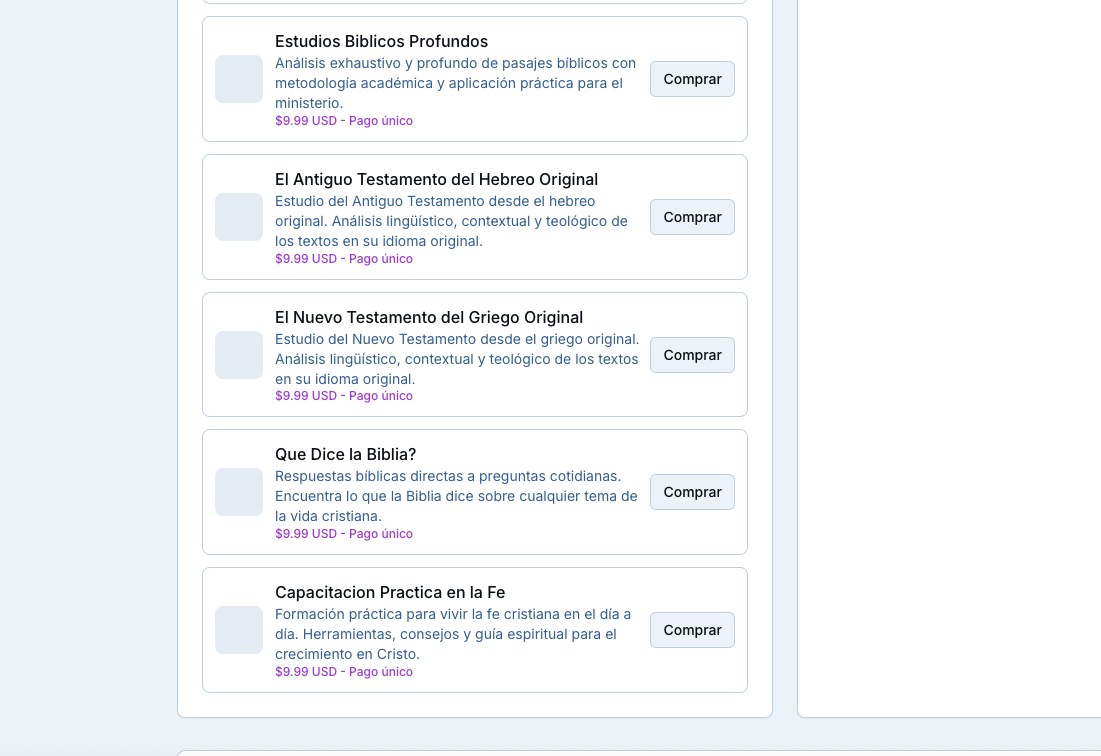 Estudios Biblicos Profundos
Análisis exhaustivo y profundo de pasajes bíblicos con
metodología académica y aplicación práctica para el
ministerio.
$9.99 USD - Pago único
Comprar
El Antiguo Testamento del Hebreo Original
Estudio del Antiguo Testamento desde el hebreo
original. Análisis lingüístico, contextual y teológico de
los textos en su idioma original.
$9.99 USD - Pago único
Comprar
El Nuevo Testamento del Griego Original
Estudio del Nuevo Testamento desde el griego original.
Análisis lingüístico, contextual y teológico de los textos
en su idioma original.
$9.99 USD - Pago único
Comprar
Que Dice la Biblia?
Respuestas bíblicas directas a preguntas cotidianas.
Encuentra lo que la Biblia dice sobre cualquier tema de
la vida cristiana.
$9.99 USD - Pago único
Comprar
Capacitacion Practica en la Fe
Formación práctica para vivir la fe cristiana en el día a
día. Herramientas, consejos y guía espiritual para el
crecimiento en Cristo.
$9.99 USD - Pago único
Comprar